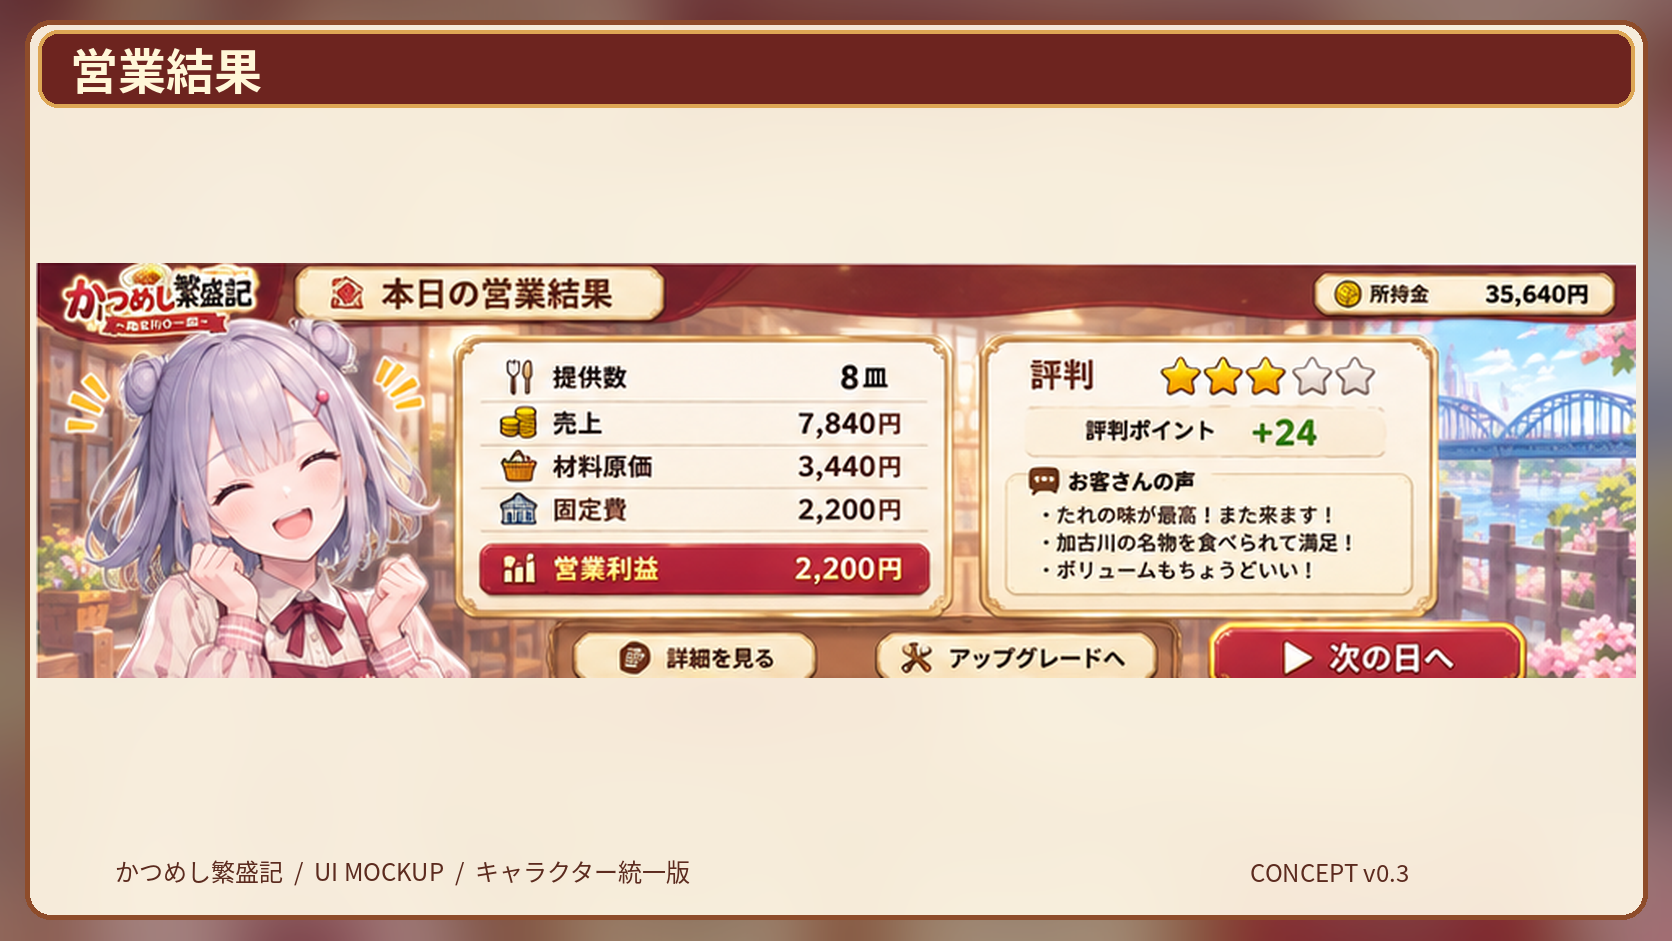 営業結果
かつめし繁盛記
本日の営業結果
所持金 35,640円
提供数 8皿
売上 7,840円
材料原価 3,440円
固定費 2,200円
営業利益 2,200円
評判
評判ポイント +24
お客さんの声
・たれの味が最高！また来ます！
・加古川の名物を食べられて満足！
・ボリュームもちょうどいい！
詳細を見る
アップグレードへ
次の日へ
かつめし繁盛記 / UI MOCKUP / キャラクター統一版
CONCEPT v0.3